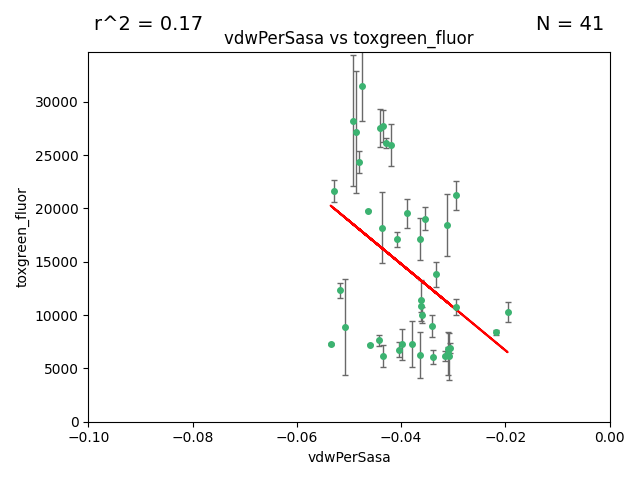 r^2 = 0.17
N = 41
vdwPerSasa vs toxgreen_fluor
toxgreen_fluor
30000
25000
20000
15000
10000
5000
0
−0.10
−0.08
−0.06
−0.04
−0.02
0.00
vdwPerSasa